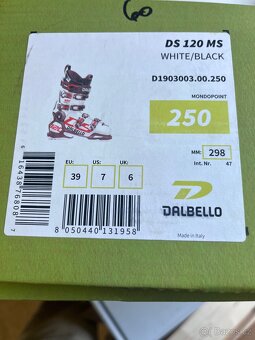 DS 120 MS
WHITE/BLACK
D1903003.00.250
MONDOPOINT
250
MM: 298
Int. Nr. 47
EU: US: UK:
39 7 6
DALBELLO
Made in Italy
8 050440 131958